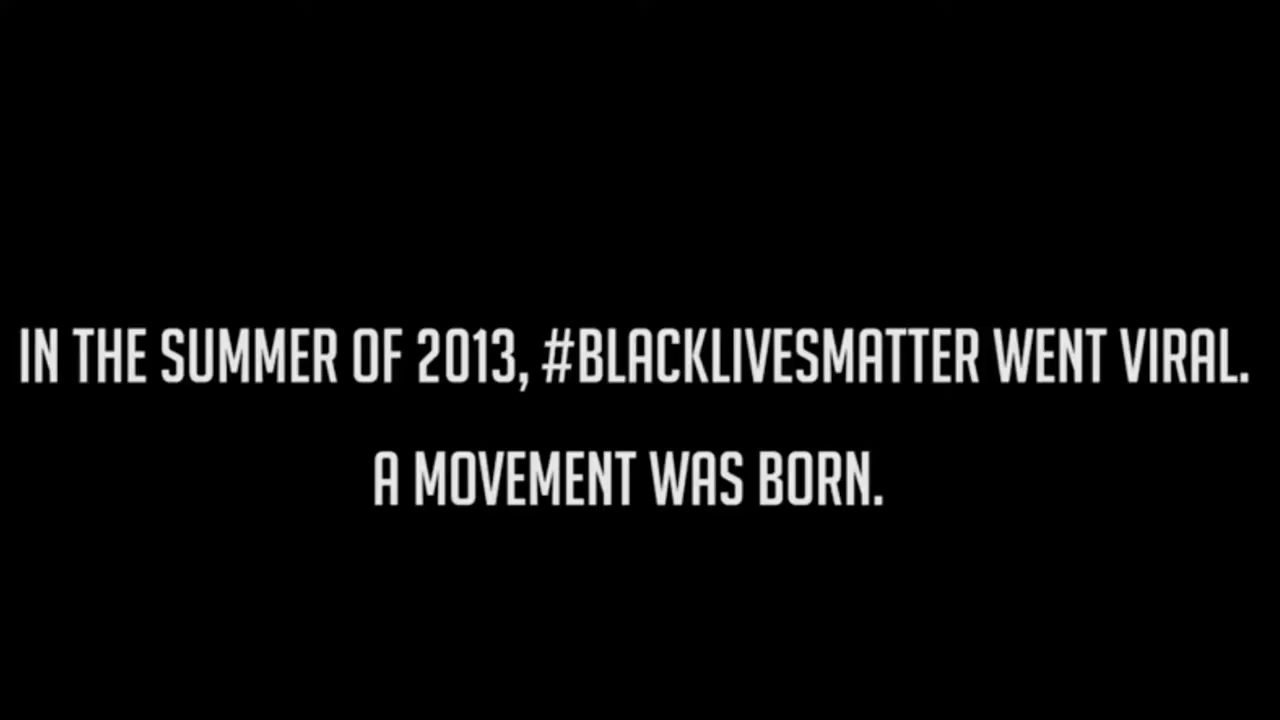 IN THE SUMMER OF 2013, #BLACKLIVESMATTER WENT VIRAL.
A MOVEMENT WAS BORN.